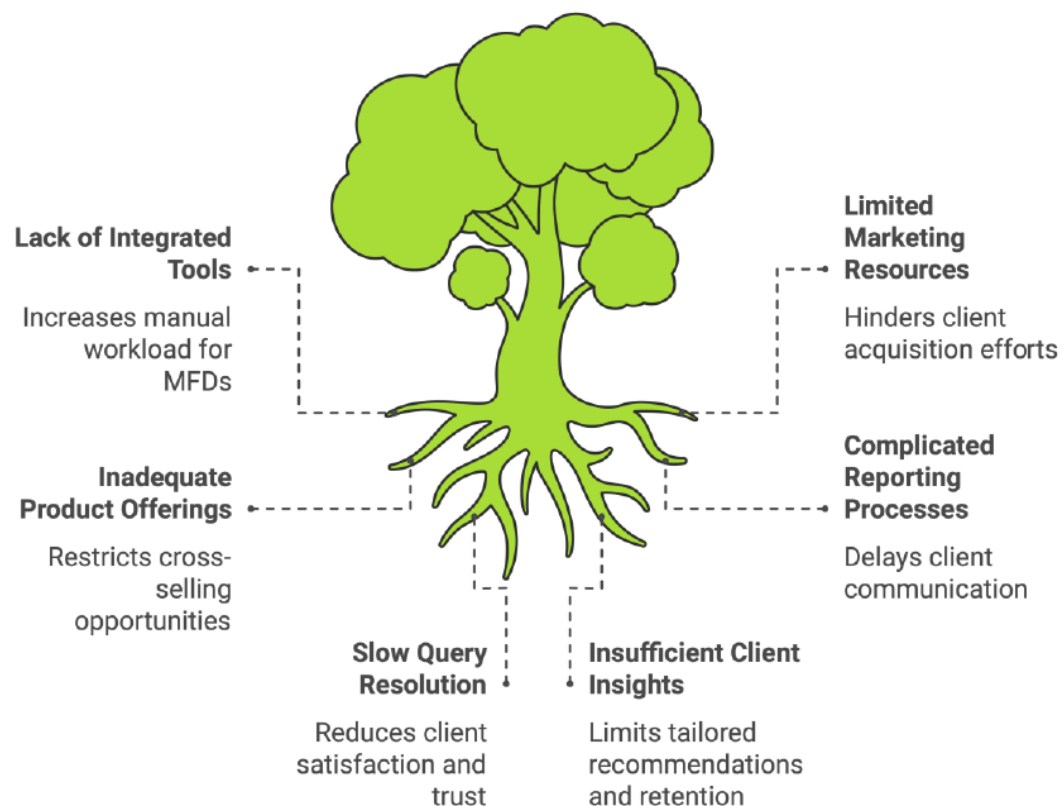 Lack of Integrated
Tools
Increases manual
workload for
MFDs
Inadequate
Product Offerings
Restricts cross-
selling
opportunities
Slow Query
Resolution
Reduces client
satisfaction and
trust
Insufficient Client
Insights
Limits tailored
recommendations
and retention
Limited
Marketing
Resources
Hinders client
acquisition efforts
Complicated
Reporting
Processes
Delays client
communication